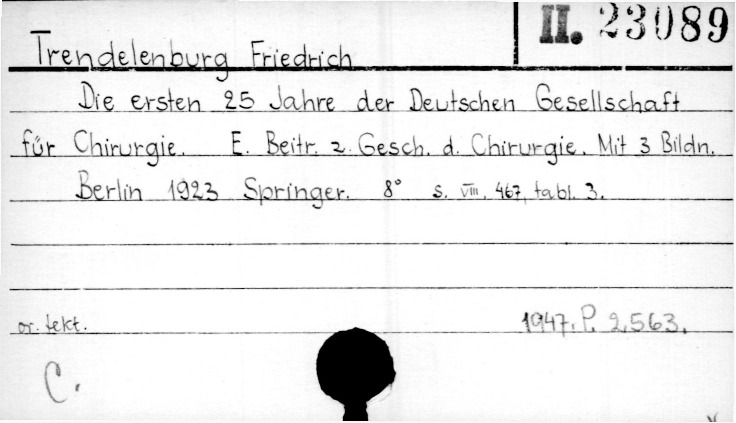 II. 23089
Trendelenburg Friedrich
Die ersten 25 Jahre der Deutschen Gesellschaft
für Chirurgie. E. Beitr. z. Gesch. d. Chirurgie. Mit 3 Bildn.
Berlin 1923 Springer. 8° s. VIII. 467, tabl. 3.
or. tekt. 1947. P. 2,563.
C.